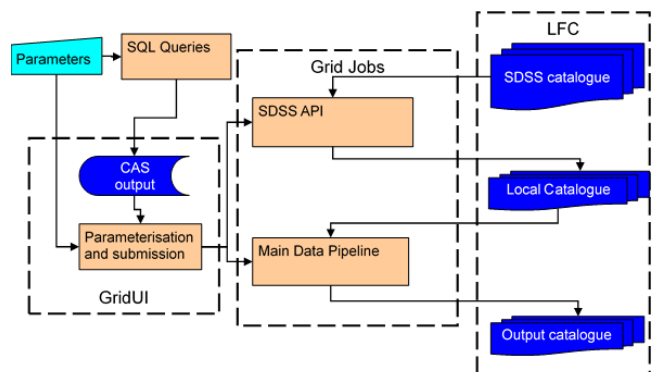 LFC
Parameters
SQL Queries
Grid Jobs
SDSS catalogue
SDSS API
CAS
output
Local Catalogue
Parameterisation
and submission
Main Data Pipeline
GridUI
Output catalogue